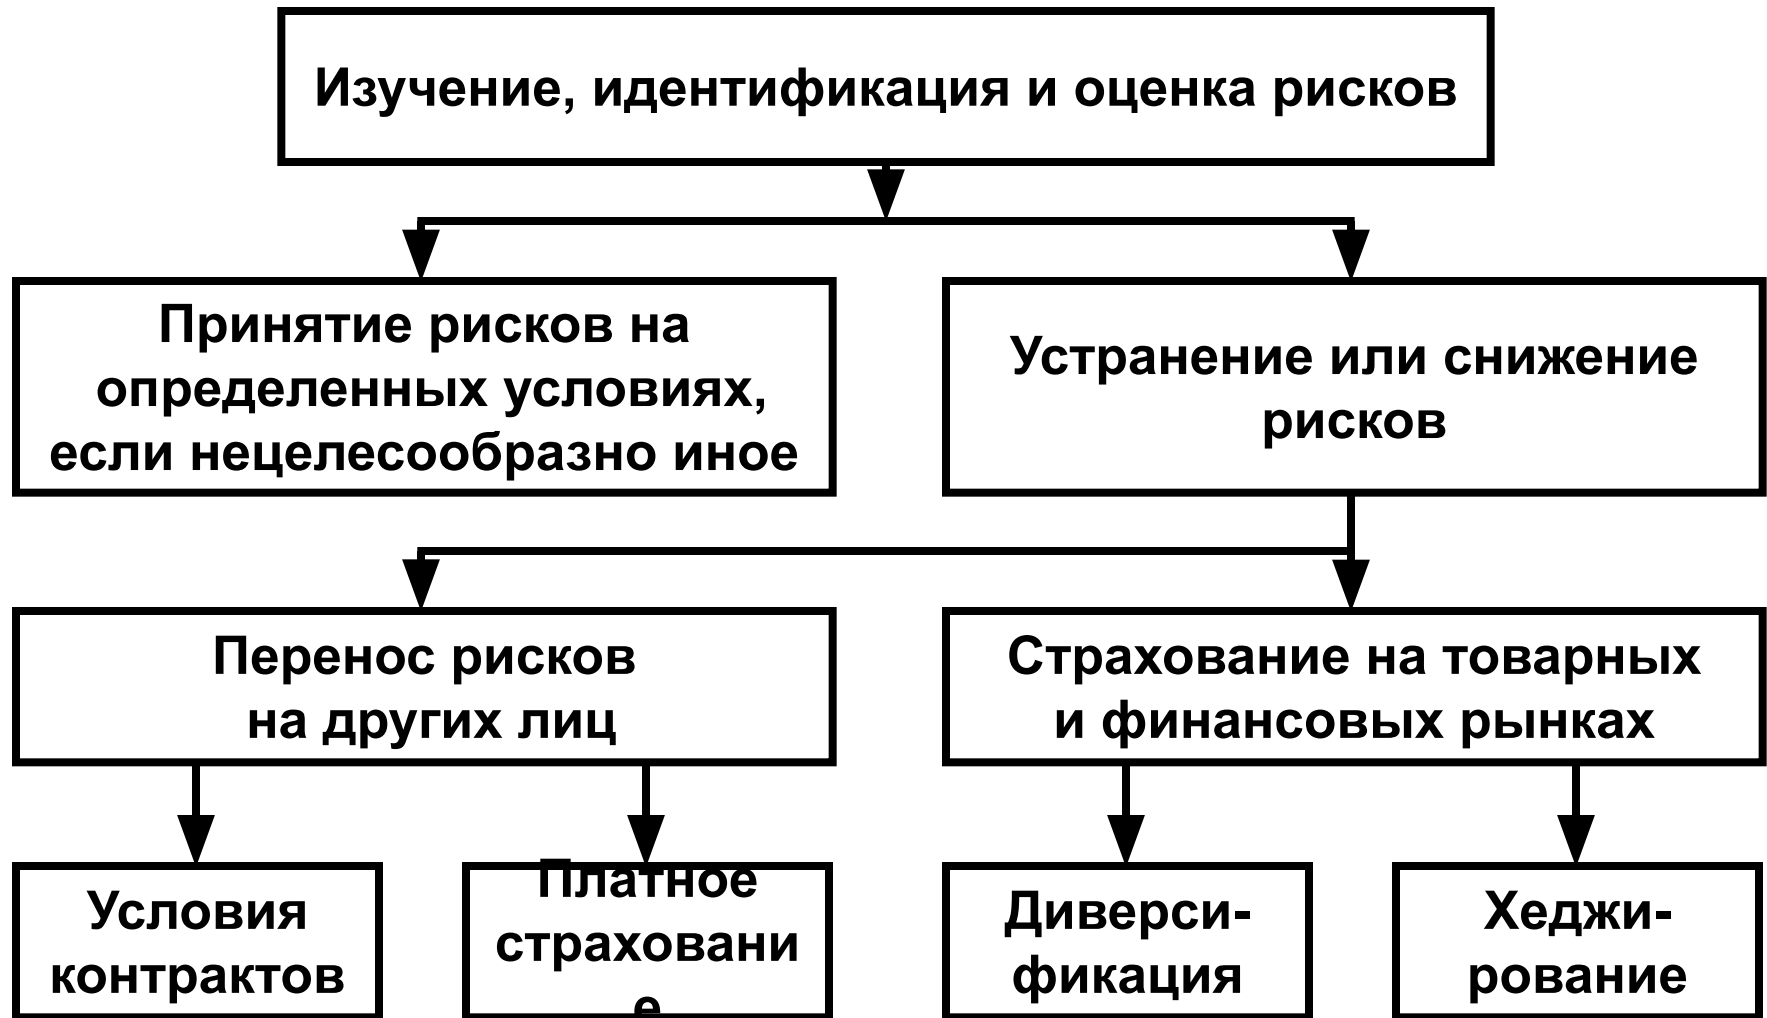 Изучение, идентификация и оценка рисков
Принятие рисков на
определенных условиях,
если нецелесообразно иное
Устранение или снижение
рисков
Перенос рисков
на других лиц
Страхование на товарных
и финансовых рынках
Условия
контрактов
Платное
страховани
е
Диверси-
фикация
Хеджи-
рование